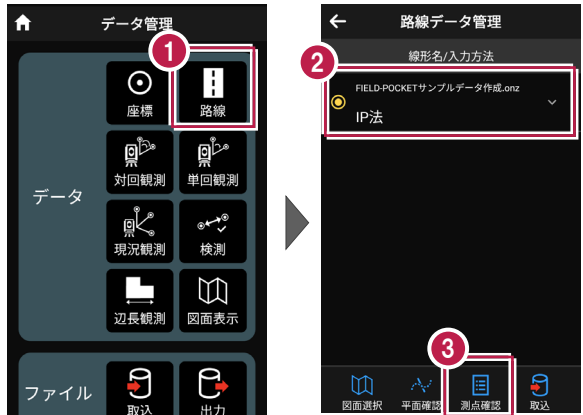 データ管理
1
座標
路線
対回観測
単回観測
データ
現況観測
検測
辺長観測
図面表示
ファイル
取込
出力
路線データ管理
線形名/入力方法
2
FIELD-POCKETサンプルデータ作成.onz
IP法
3
図面選択
平面確認
測点確認
取込